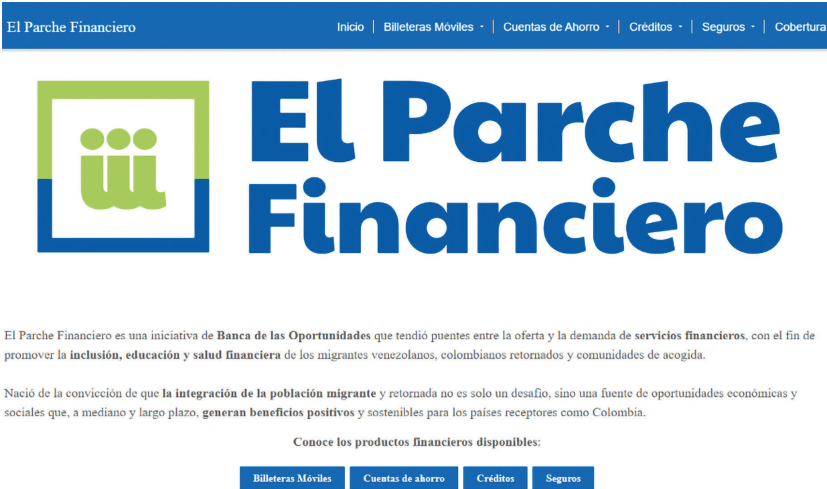 El Parche Financiero
Inicio | Billeteras Móviles | Cuentas de Ahorro | Créditos | Seguros | Cobertura
El Parche
Financiero
El Parche Financiero es una iniciativa de Banca de las Oportunidades que tendió puentes entre la oferta y la demanda de servicios financieros, con el fin de
promover la inclusión, educación y salud financiera de los migrantes venezolanos, colombianos retornados y comunidades de acogida.
Nació de la convicción de que la integración de la población migrante y retornada no es solo un desafío, sino una fuente de oportunidades económicas y
sociales que, a mediano y largo plazo, generan beneficios positivos y sostenibles para los países receptores como Colombia.
Conoce los productos financieros disponibles:
Billeteras Móviles Cuentas de ahorro Créditos Seguros